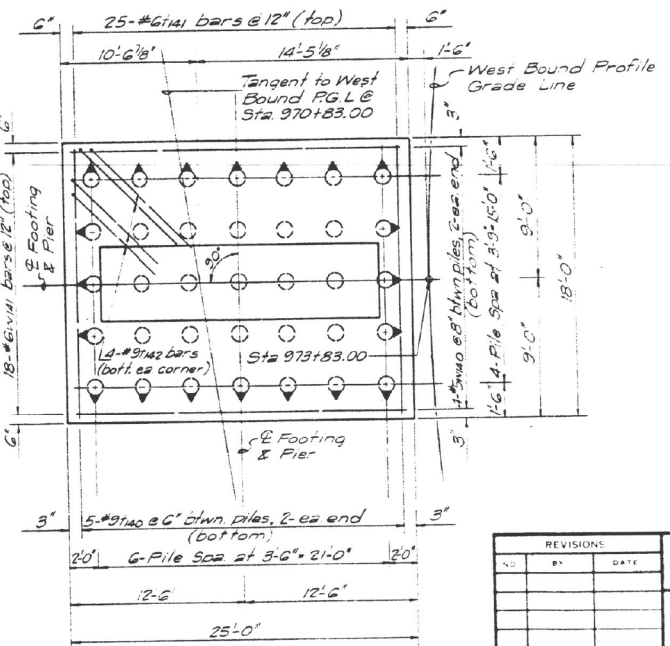 6"
25-#6t141 bars @ 12" (top)
6"
10'-6 7/8"
14'-5 1/8"
1'-6"
Tangent to West
Bound P.G.L @
Sta. 970+83.00
West Bound Profile
Grade Line
6"
18-#6w141 bars @ 12" (top)
6"
℄ Footing
& Pier
90°
L4-#9t142 bars
(bott. ea corner)
Sta 973+83.00
3"
4-#5w140 @ 8" btwn piles, 2-ea. end
(bottom)
3"
1'-6"
4-Pile Spa at 3'-9"=15'-0"
1'-6"
9'-0"
9'-0"
18'-0"
℄ Footing
& Pier
3"
5-#9t140 @ 6" btwn. piles, 2-ea. end
(bottom)
3"
2'-0"
6-Pile Spa at 3'-6" = 21'-0"
2'-0"
12'-6"
12'-6"
25'-0"
REVISIONS
NO
BY
DATE